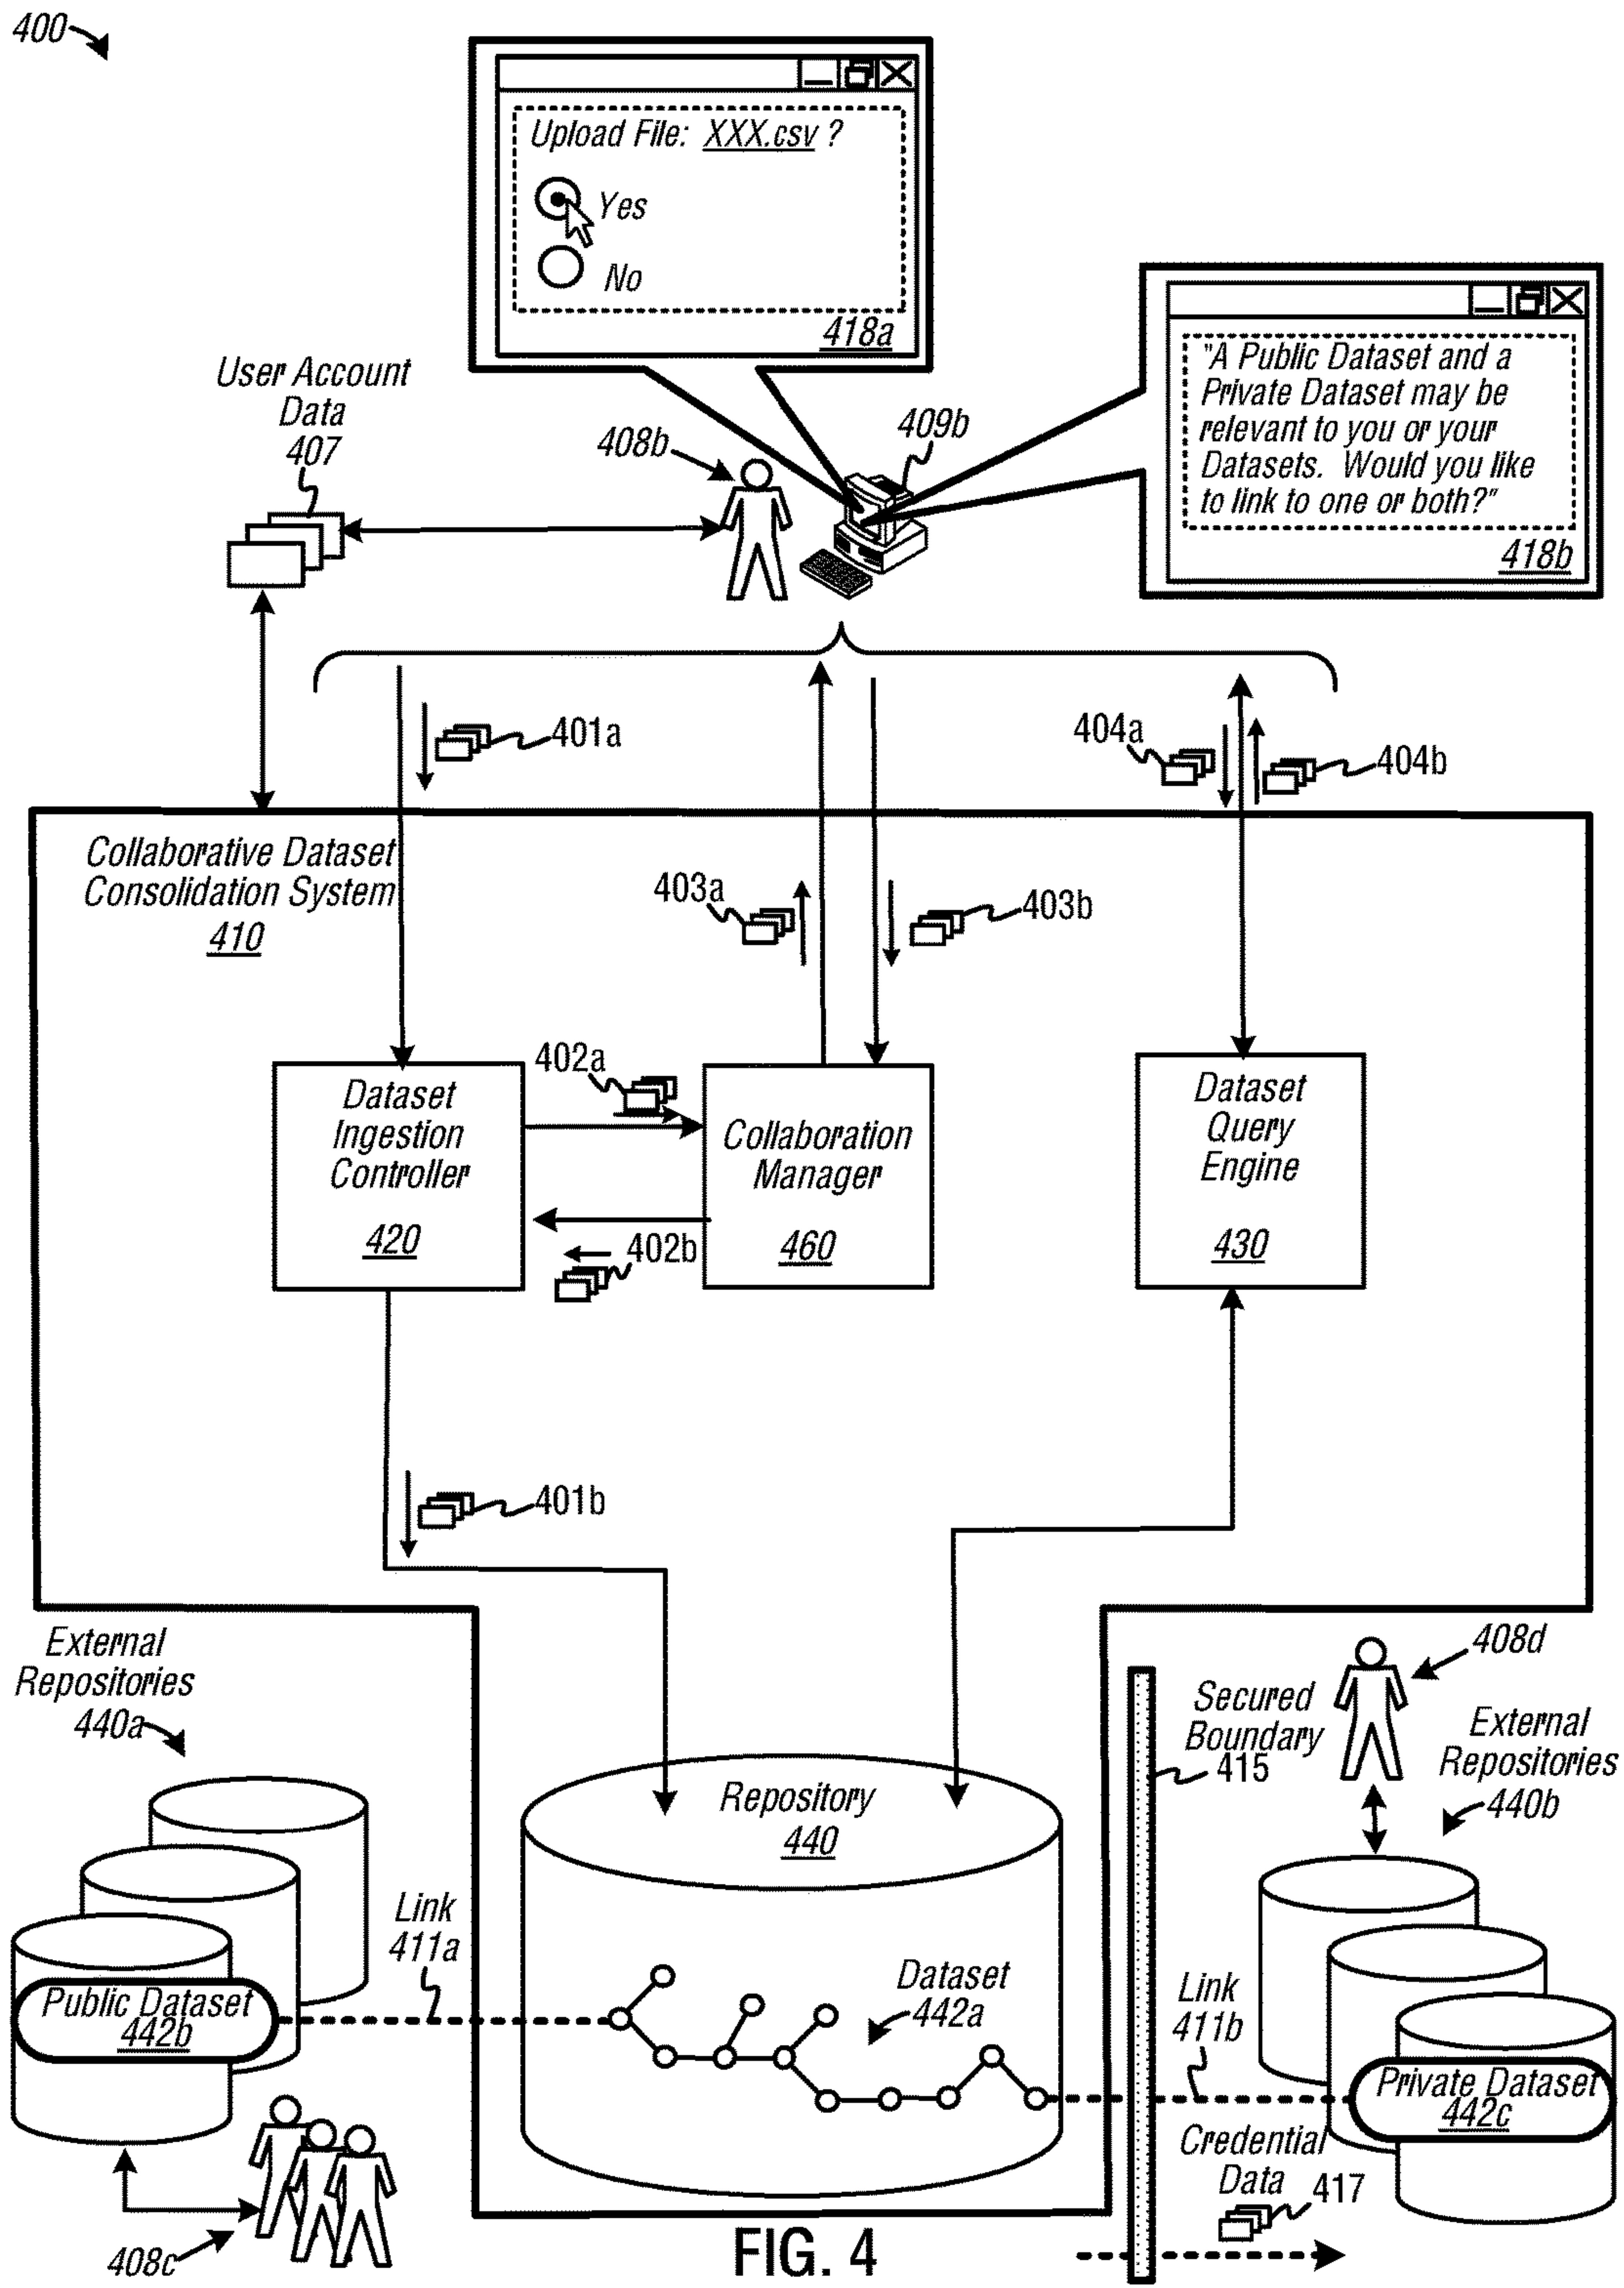 400
Upload File: XXX.csv ?
Yes
No
418a
"A Public Dataset and a
Private Dataset may be
relevant to you or your
Datasets. Would you like
to link to one or both?"
418b
User Account
Data
407
408b
409b
401a
404a
404b
Collaborative Dataset
Consolidation System
410
403a
403b
402a
Dataset
Ingestion
Controller
420
Collaboration
Manager
460
Dataset
Query
Engine
430
402b
401b
External
Repositories
440a
408d
Secured
Boundary
415
External
Repositories
440b
Repository
440
Link
411a
Dataset
442a
Public Dataset
442b
Link
411b
Private Dataset
442c
Credential
Data
417
408c
FIG. 4